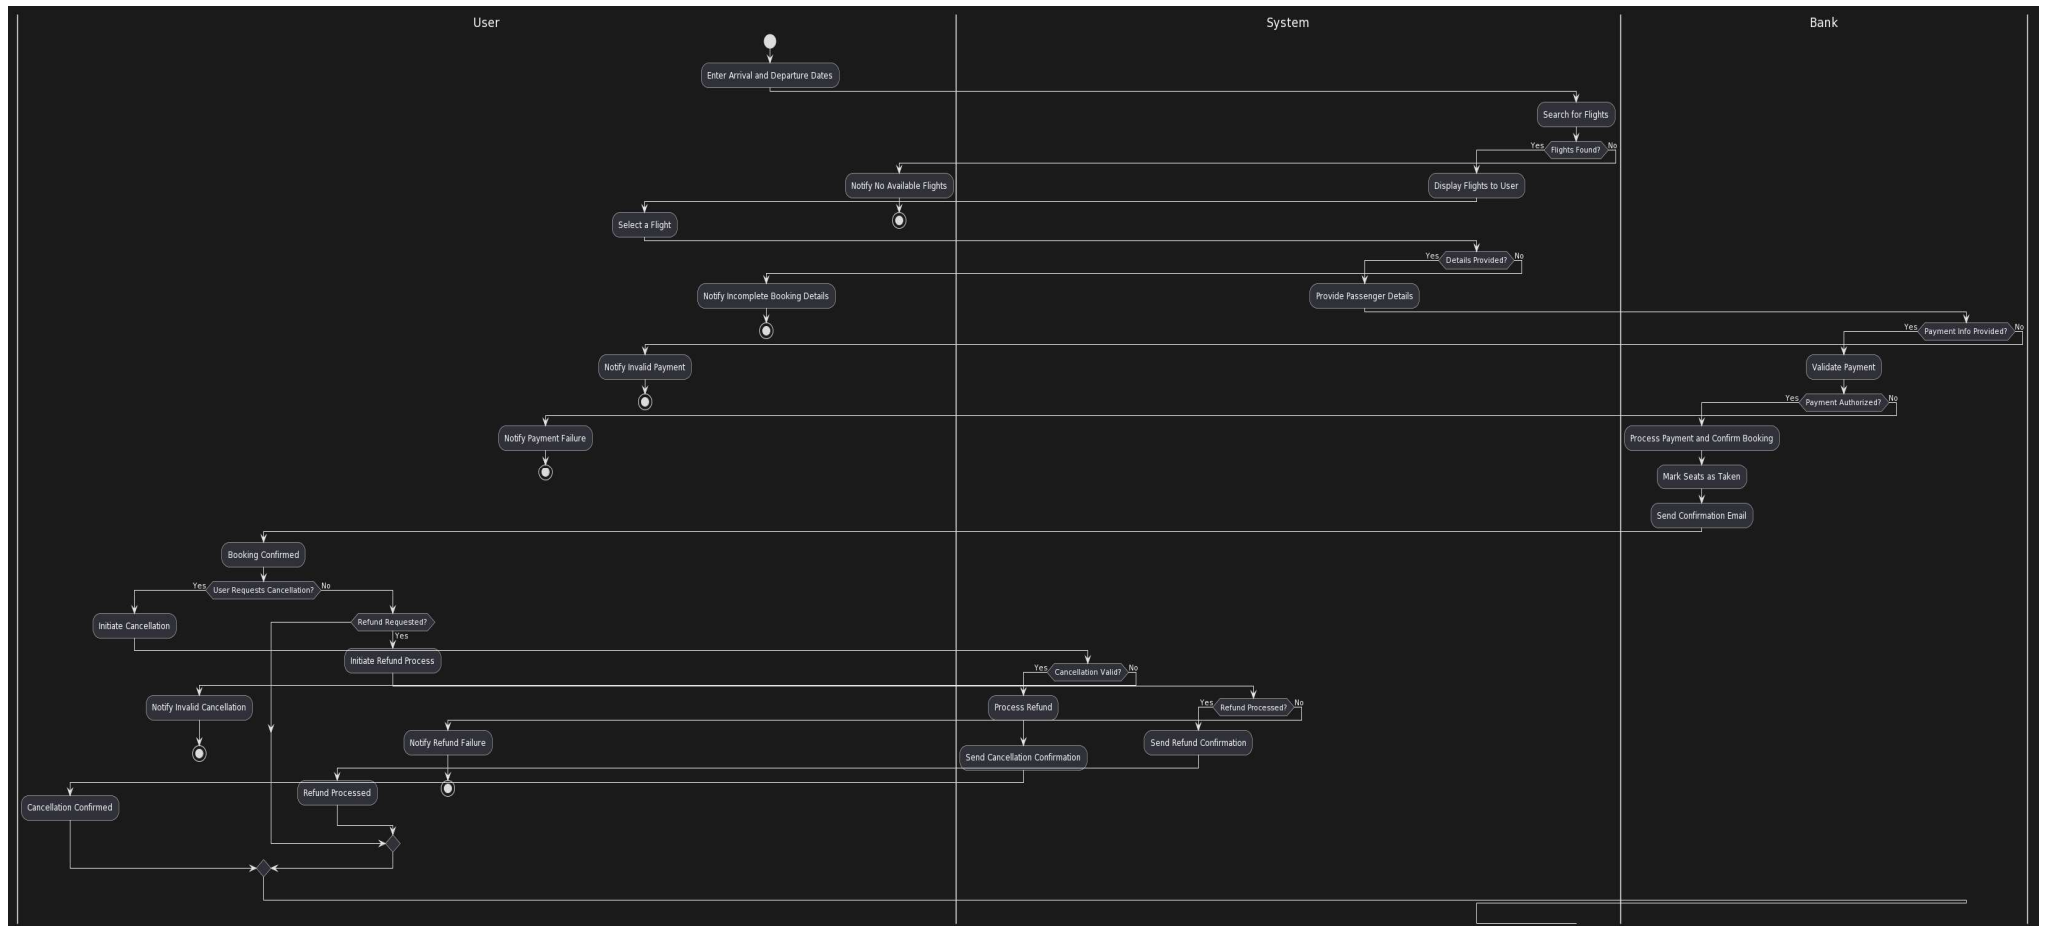 User
System
Bank
Enter Arrival and Departure Dates
Search for Flights
Flights Found?
Yes
No
Notify No Available Flights
Display Flights to User
Select a Flight
Details Provided?
Yes
No
Notify Incomplete Booking Details
Provide Passenger Details
Payment Info Provided?
Yes
No
Notify Invalid Payment
Validate Payment
Payment Authorized?
Yes
No
Notify Payment Failure
Process Payment and Confirm Booking
Mark Seats as Taken
Send Confirmation Email
Booking Confirmed
User Requests Cancellation?
Yes
No
Initiate Cancellation
Refund Requested?
Yes
Initiate Refund Process
Cancellation Valid?
Yes
No
Notify Invalid Cancellation
Process Refund
Refund Processed?
Yes
No
Notify Refund Failure
Send Refund Confirmation
Send Cancellation Confirmation
Refund Processed
Cancellation Confirmed